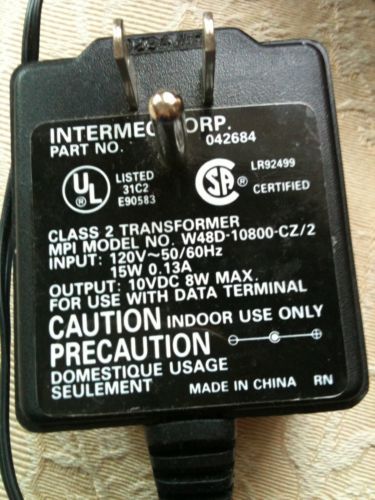 INTERMEC CORP.
PART NO. 042684
UL LISTED
31C2
E90583
SA LR92499
CERTIFIED
CLASS 2 TRANSFORMER
MPI MODEL NO. W48D-10800-CZ/2
INPUT: 120V~50/60Hz
15W 0.13A
OUTPUT: 10VDC 8W MAX.
FOR USE WITH DATA TERMINAL
CAUTION INDOOR USE ONLY
PRECAUTION
DOMESTIQUE USAGE
SEULEMENT
MADE IN CHINA RN